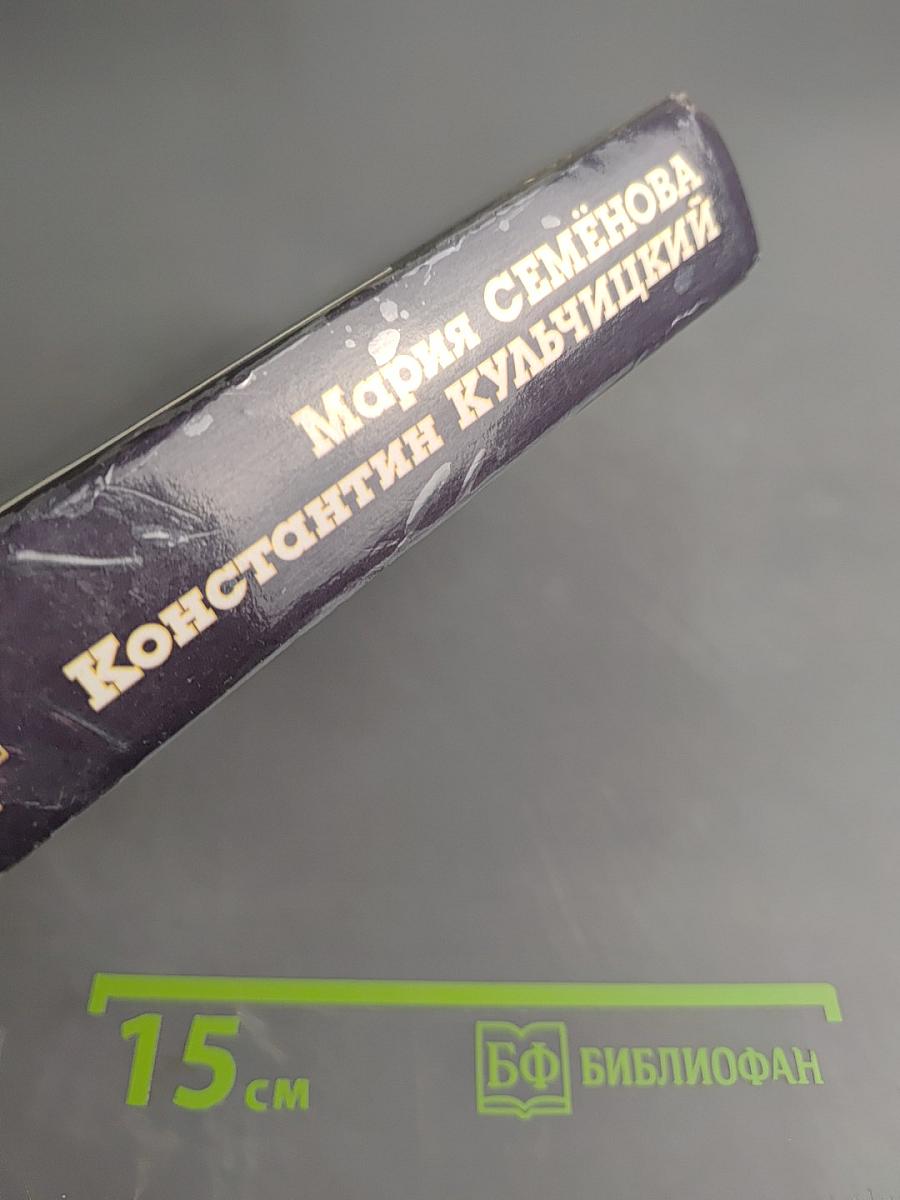 Мария СЕМЁНОВА
Константин КУЛЬЧИЦКИЙ
15 см
БФ БИБЛИОФАН